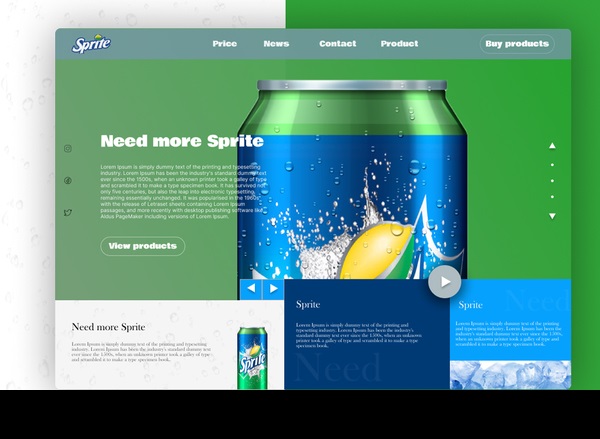 Sprite
Price
News
Contact
Product
Buy products
Need more Sprite
Lorem Ipsum is simply dummy text of the printing and typesetting
industry. Lorem Ipsum has been the industry's standard dummy text
ever since the 1500s, when an unknown printer took a galley of type
and scrambled it to make a type specimen book. It has survived not
only five centuries, but also the leap into electronic typesetting,
remaining essentially unchanged. It was popularised in the 1960s
with the release of Letraset sheets containing Lorem Ipsum
passages, and more recently with desktop publishing software like
Aldus PageMaker including versions of Lorem Ipsum.
View products
Need more Sprite
Lorem Ipsum is simply dummy text of the printing and typesetting
industry. Lorem Ipsum has been the industry's standard dummy text
ever since the 1500s, when an unknown printer took a galley of type
and scrambled it to make a type specimen book.
Sprite
Sprite
Lorem Ipsum is simply dummy text of the printing and
typesetting industry. Lorem Ipsum has been the industry's
standard dummy text ever since the 1500s, when an unknown
printer took a galley of type and scrambled it to make a type
specimen book.
Need
Sprite
Lorem Ipsum is simply dummy text of the printing and
typesetting industry. Lorem Ipsum has been the industry's
standard dummy text ever since the 1500s, when an unknown
printer took a galley of type and scrambled it to make a type
specimen book.
Need